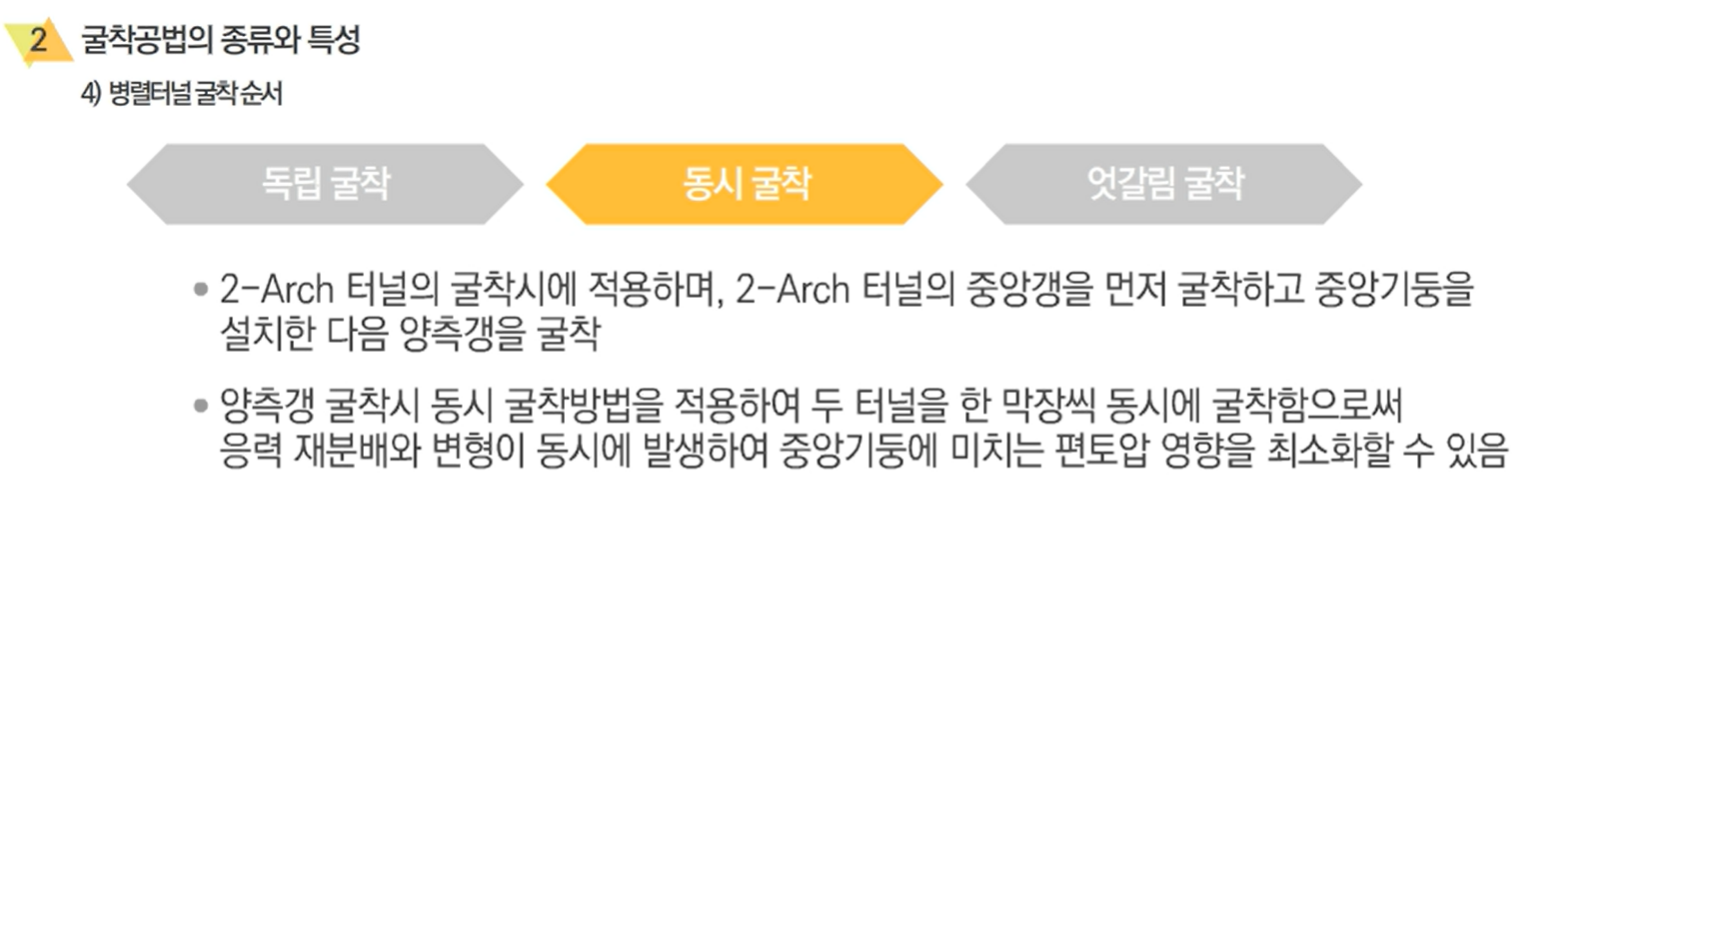 2 굴착공법의 종류와 특성
4) 병렬터널 굴착 순서
독립 굴착
동시 굴착
엇갈림 굴착
• 2-Arch 터널의 굴착시에 적용하며, 2-Arch 터널의 중앙갱을 먼저 굴착하고 중앙기둥을
설치한 다음 양측갱을 굴착
• 양측갱 굴착시 동시 굴착방법을 적용하여 두 터널을 한 막장씩 동시에 굴착함으로써
응력 재분배와 변형이 동시에 발생하여 중앙기둥에 미치는 편토압 영향을 최소화할 수 있음